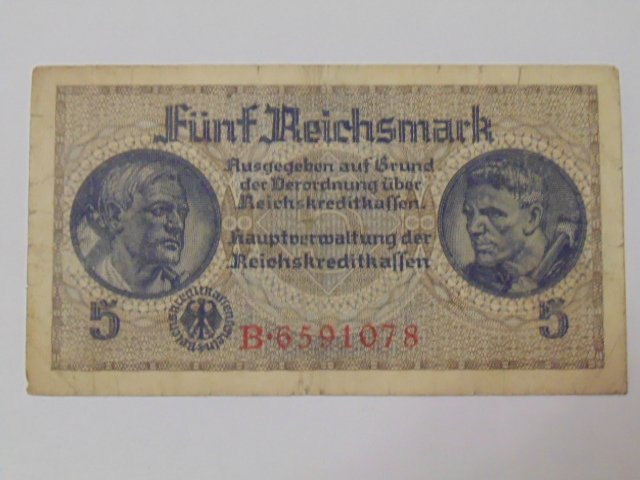 Fünf Reichsmark
Ausgegeben auf Grund
der Verordnung über
Reichskreditkassen.
Hauptverwaltung der
Reichskreditkassen
5
5
B·6591078